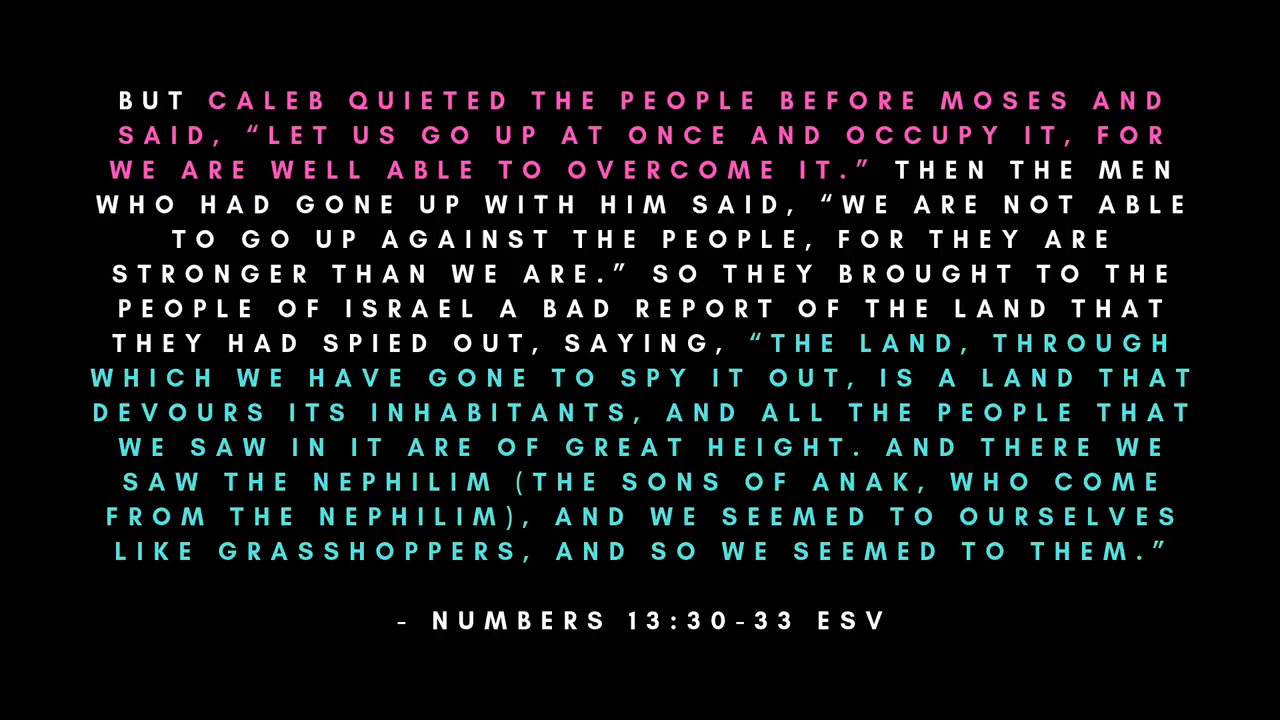 BUT CALEB QUIETED THE PEOPLE BEFORE MOSES AND
SAID, “LET US GO UP AT ONCE AND OCCUPY IT, FOR
WE ARE WELL ABLE TO OVERCOME IT.” THEN THE MEN
WHO HAD GONE UP WITH HIM SAID, “WE ARE NOT ABLE
TO GO UP AGAINST THE PEOPLE, FOR THEY ARE
STRONGER THAN WE ARE.” SO THEY BROUGHT TO THE
PEOPLE OF ISRAEL A BAD REPORT OF THE LAND THAT
THEY HAD SPIED OUT, SAYING, “THE LAND, THROUGH
WHICH WE HAVE GONE TO SPY IT OUT, IS A LAND THAT
DEVOURS ITS INHABITANTS, AND ALL THE PEOPLE THAT
WE SAW IN IT ARE OF GREAT HEIGHT. AND THERE WE
SAW THE NEPHILIM (THE SONS OF ANAK, WHO COME
FROM THE NEPHILIM), AND WE SEEMED TO OURSELVES
LIKE GRASSHOPPERS, AND SO WE SEEMED TO THEM.”
- NUMBERS 13:30-33 ESV